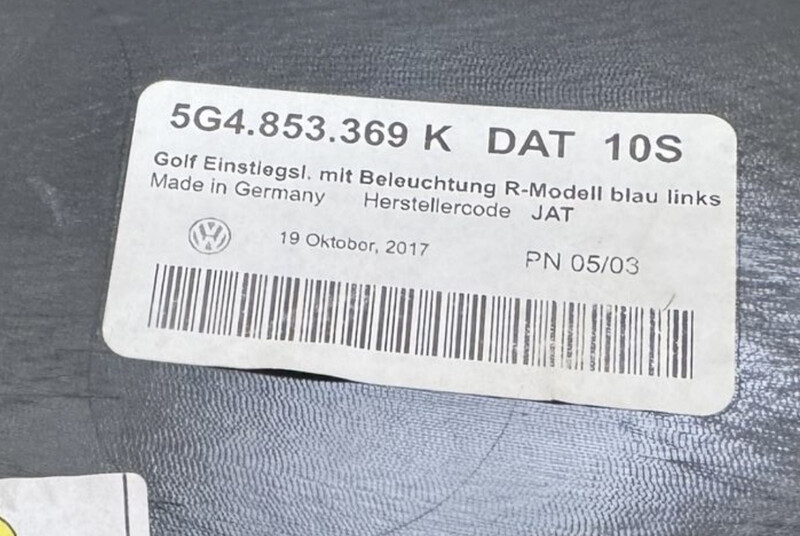 5G4.853.369 K DAT 10S
Golf Einstiegsl. mit Beleuchtung R-Modell blau links
Made in Germany Herstellercode JAT
19 Oktober, 2017 PN 05/03